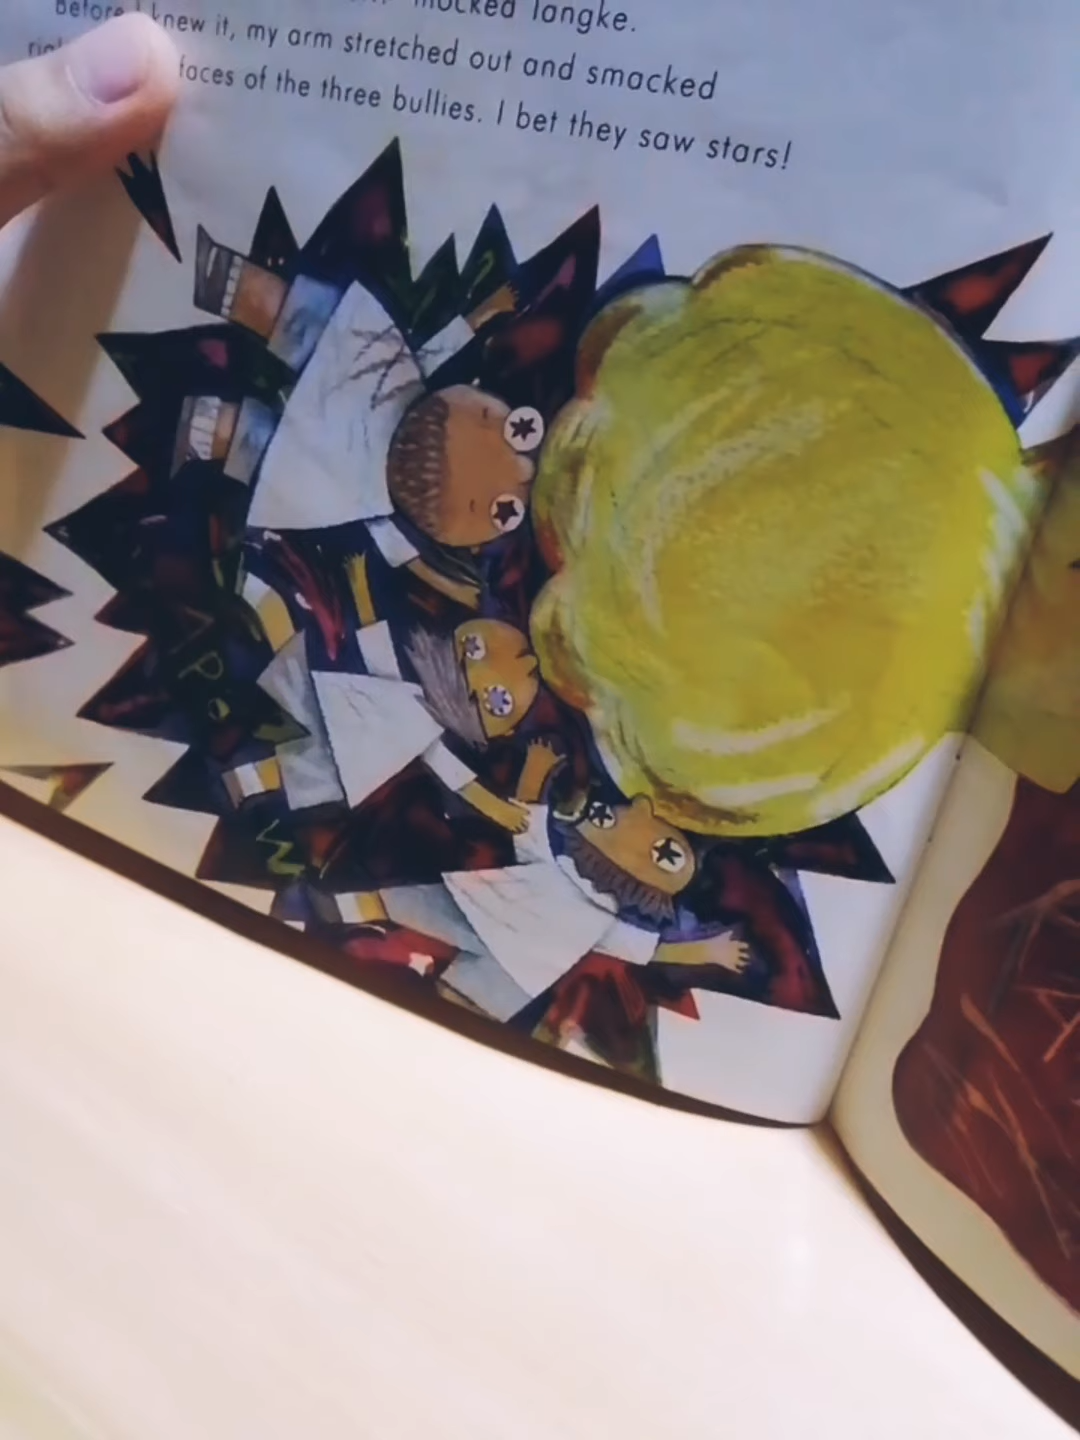 mocked langke.
Before I knew it, my arm stretched out and smacked
faces of the three bullies. I bet they saw stars!